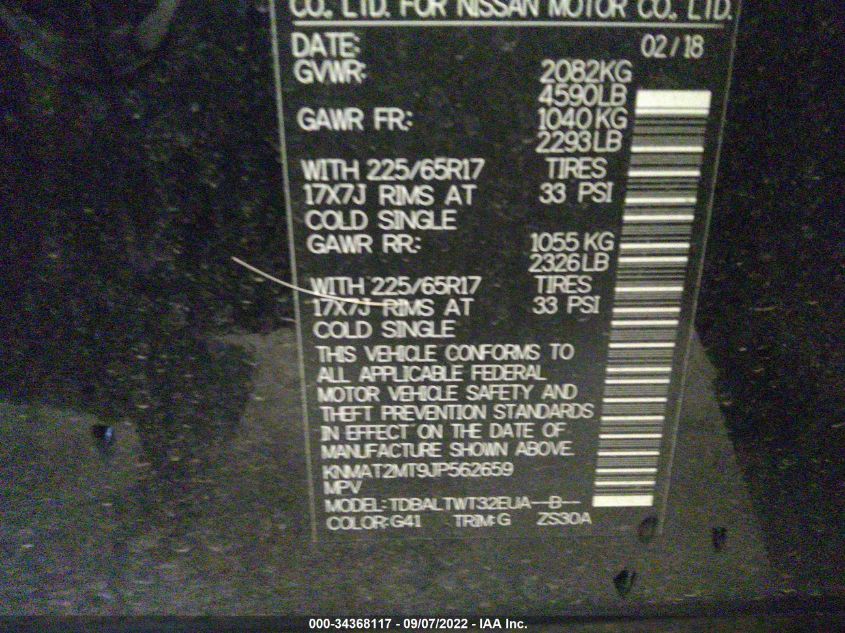 CO., LTD. FOR NISSAN MOTOR CO., LTD.
DATE: 02/18
GVWR: 2082KG
4590LB
GAWR FR: 1040KG
2293LB
WITH 225/65R17 TIRES
17X7J RIMS AT 33 PSI
COLD SINGLE
GAWR RR: 1055KG
2326LB
WITH 225/65R17 TIRES
17X7J RIMS AT 33 PSI
COLD SINGLE
THIS VEHICLE CONFORMS TO
ALL APPLICABLE FEDERAL
MOTOR VEHICLE SAFETY AND
THEFT PREVENTION STANDARDS
IN EFFECT ON THE DATE OF
MANUFACTURE SHOWN ABOVE.
KNMAT2MT9JP562659
MPV
MODEL: TDBALTWT32EUA-B-
COLOR: G41 TRIM: G ZS30A
000-34368117 - 09/07/2022 - IAA Inc.